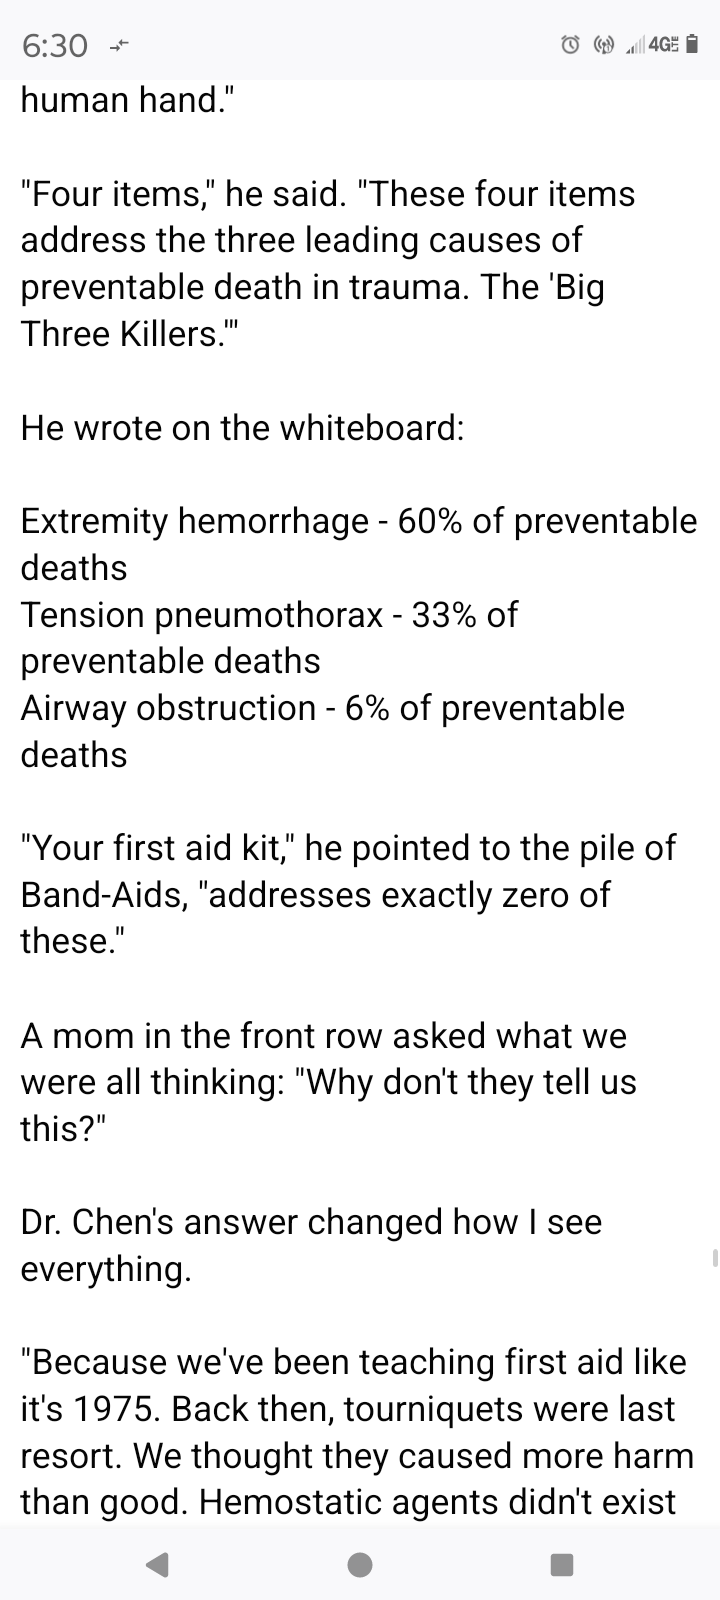 6:30
4G LTE
human hand."
"Four items," he said. "These four items
address the three leading causes of
preventable death in trauma. The 'Big
Three Killers.'"
He wrote on the whiteboard:
Extremity hemorrhage - 60% of preventable
deaths
Tension pneumothorax - 33% of
preventable deaths
Airway obstruction - 6% of preventable
deaths
"Your first aid kit," he pointed to the pile of
Band-Aids, "addresses exactly zero of
these."
A mom in the front row asked what we
were all thinking: "Why don't they tell us
this?"
Dr. Chen's answer changed how I see
everything.
"Because we've been teaching first aid like
it's 1975. Back then, tourniquets were last
resort. We thought they caused more harm
than good. Hemostatic agents didn't exist